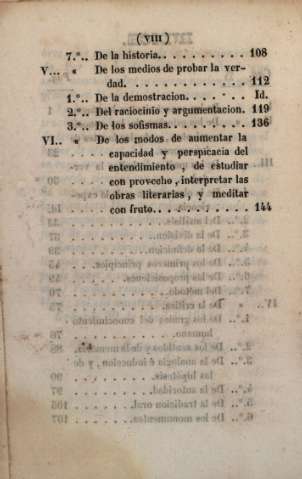 ( VIII )
7.º.. De la historia.. . . . . . . . . . 108
V... « De los medios de probar la ver-
dad. . . . . . . . . . . . . . 112
1.º.. De la demostracion. . . . . . Id.
2.º.. Del raciocinio y argumentacion. 119
3.º.. De los sofismas. . . . . . . . . 136
VI.. « De los modos de aumentar la
capacidad y perspicacia del
entendimiento , de estudiar
con provecho , interpretar las
obras literarias , y meditar
con fruto. . . . . . . . . . . 144